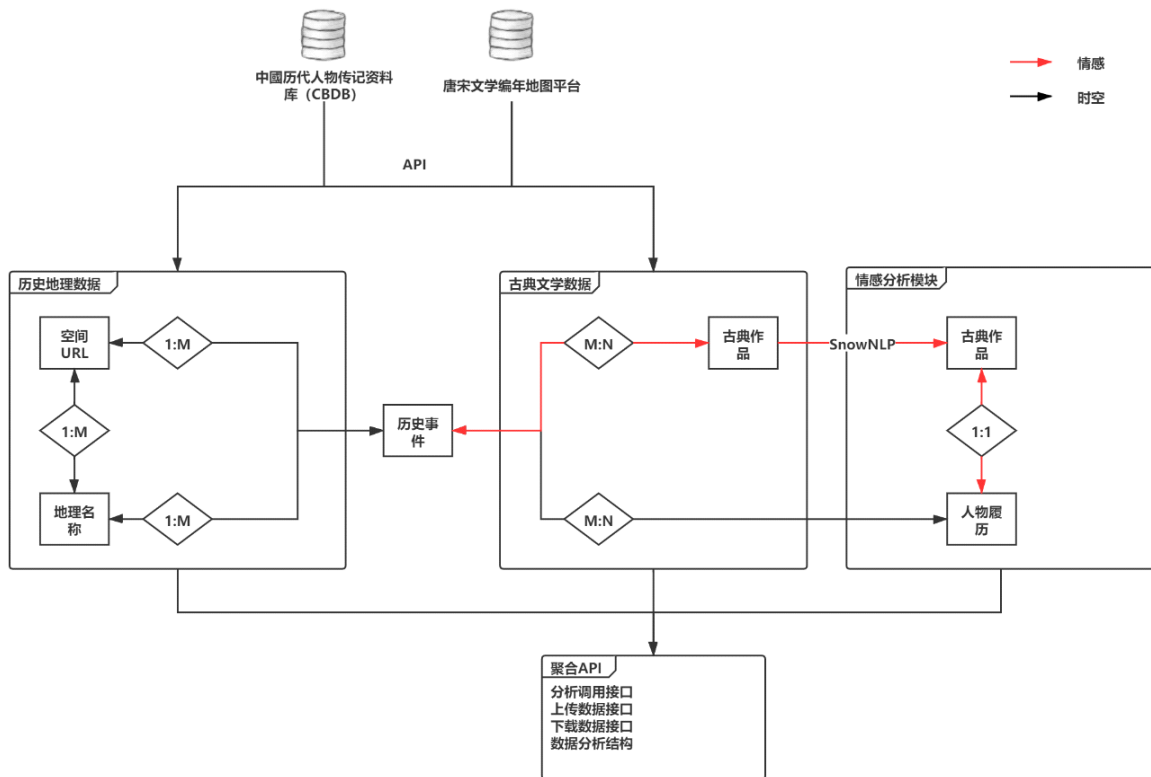 中國历代人物传记资料
库（CBDB）
唐宋文学编年地图平台
情感
时空
API
历史地理数据
空间
URL
1:M
1:M
地理名
称
1:M
历史事
件
古典文学数据
M:N
古典作
品
M:N
SnowNLP
情感分析模块
古典作
品
1:1
人物履
历
聚合API
分析调用接口
上传数据接口
下载数据接口
数据分析结构